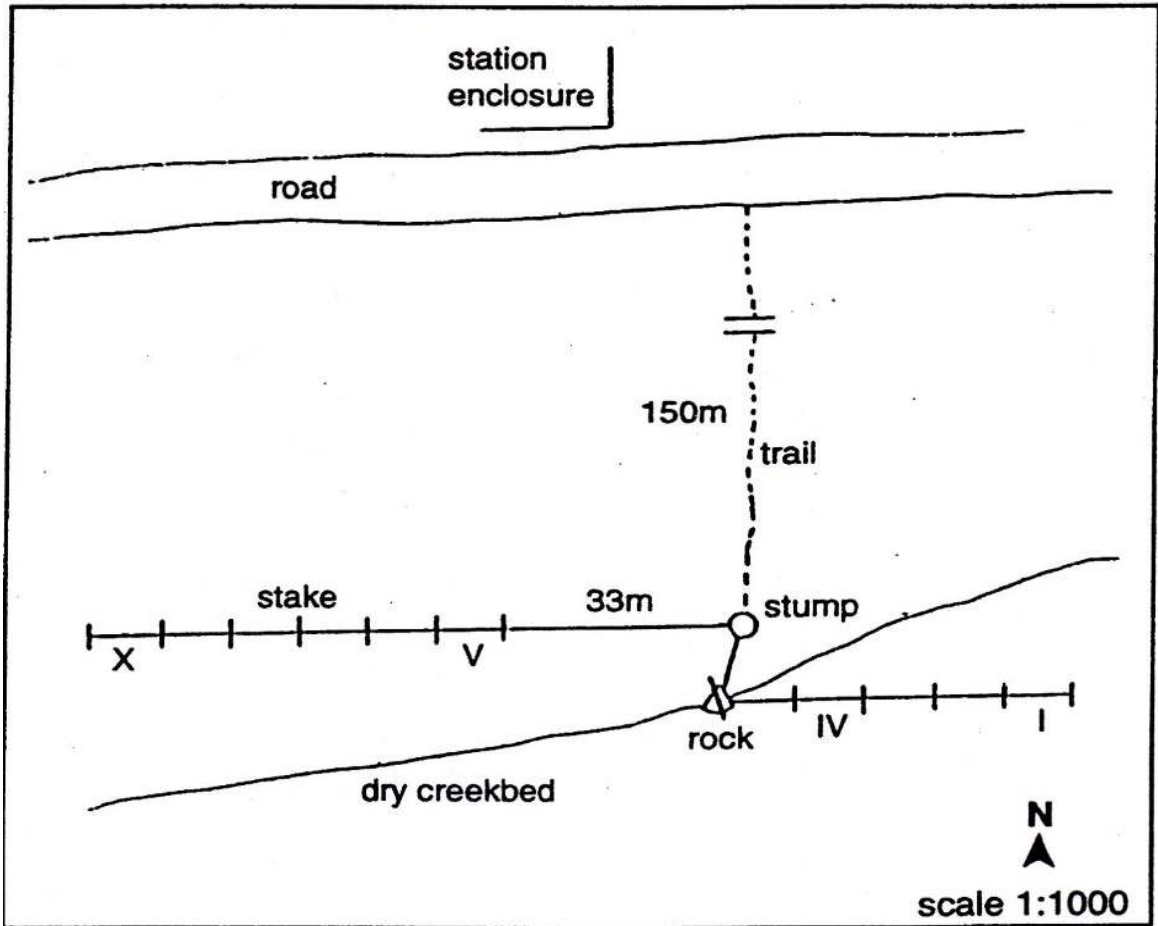 station
enclosure
road
150m
trail
stake
33m
stump
X
V
rock
IV
I
dry creekbed
N
scale 1:1000